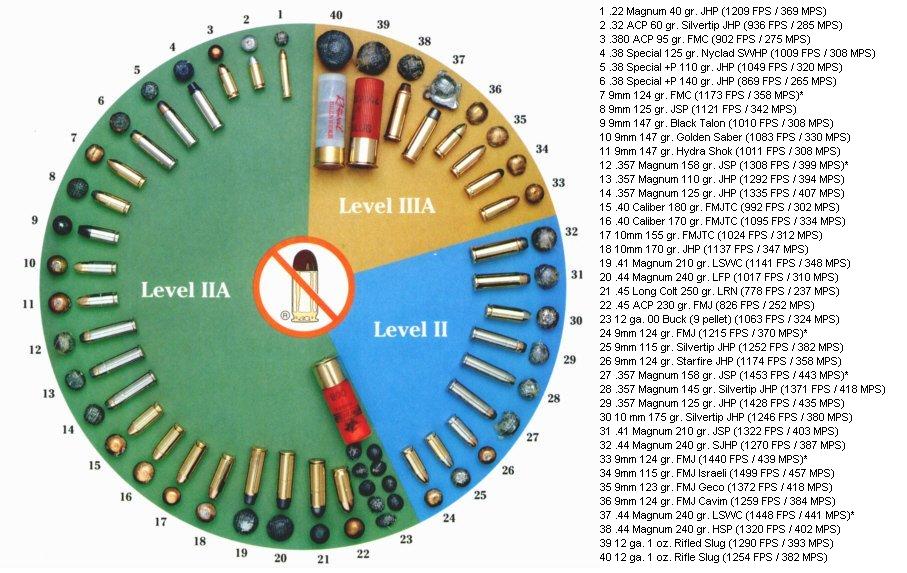 1 .22 Magnum 40 gr. JHP (1209 FPS / 369 MPS)
2 .32 ACP 60 gr. Silvertip JHP (936 FPS / 285 MPS)
3 .380 ACP 95 gr. FMC (902 FPS / 275 MPS)
4 .38 Special 125 gr. Nyclad SWHP (1009 FPS / 308 MPS)
5 .38 Special +P 110 gr. JHP (1049 FPS / 320 MPS)
6 .38 Special +P 140 gr. JHP (869 FPS / 265 MPS)
7 9mm 124 gr. FMC (1173 FPS / 358 MPS)*
8 9mm 125 gr. JSP (1121 FPS / 342 MPS)
9 9mm 147 gr. Black Talon (1010 FPS / 308 MPS)
10 9mm 147 gr. Golden Saber (1083 FPS / 330 MPS)
11 9mm 147 gr. Hydra Shok (1011 FPS / 308 MPS)
12 .357 Magnum 158 gr. JSP (1308 FPS / 399 MPS)*
13 .357 Magnum 110 gr. JHP (1292 FPS / 394 MPS)
14 .357 Magnum 125 gr. JHP (1335 FPS / 407 MPS)
15 .40 Caliber 180 gr. FMJTC (992 FPS / 302 MPS)
16 .40 Caliber 170 gr. FMJTC (1095 FPS / 334 MPS)
17 10mm 155 gr. FMJTC (1024 FPS / 312 MPS)
18 10mm 170 gr. JHP (1137 FPS / 347 MPS)
19 .41 Magnum 210 gr. LSWC (1141 FPS / 348 MPS)
20 .44 Magnum 240 gr. LFP (1017 FPS / 310 MPS)
21 .45 Long Colt 250 gr. LRN (778 FPS / 237 MPS)
22 .45 ACP 230 gr. FMJ (826 FPS / 252 MPS)
23 12 ga. 00 Buck (9 pellet) (1063 FPS / 324 MPS)
24 9mm 124 gr. FMJ (1215 FPS / 370 MPS)*
25 9mm 115 gr. Silvertip JHP (1252 FPS / 382 MPS)
26 9mm 124 gr. Starfire JHP (1174 FPS / 358 MPS)
27 .357 Magnum 158 gr. JSP (1453 FPS / 443 MPS)*
28 .357 Magnum 145 gr. Silvertip JHP (1371 FPS / 418 MPS)
29 .357 Magnum 125 gr. JHP (1428 FPS / 435 MPS)
30 10 mm 175 gr. Silvertip JHP (1246 FPS / 380 MPS)
31 .41 Magnum 210 gr. JSP (1322 FPS / 403 MPS)
32 .44 Magnum 240 gr. SJHP (1270 FPS / 387 MPS)
33 9mm 124 gr. FMJ (1440 FPS / 439 MPS)*
34 9mm 115 gr. FMJ Israeli (1499 FPS / 457 MPS)
35 9mm 123 gr. FMJ Geco (1372 FPS / 418 MPS)
36 9mm 124 gr. FMJ Cavim (1259 FPS / 384 MPS)
37 .44 Magnum 240 gr. LSWC (1448 FPS / 441 MPS)*
38 .44 Magnum 240 gr. HSP (1320 FPS / 402 MPS)
39 12 ga. 1 oz. Rifled Slug (1290 FPS / 393 MPS)
40 12 ga. 1 oz. Rifle Slug (1254 FPS / 382 MPS)
Level IIIA
Level IIA
Level II
®
1
2
3
4
5
6
7
8
9
10
11
12
13
14
15
16
17
18
19
20
21
22
23
24
25
26
27
28
29
30
31
32
33
34
35
36
37
38
39
40